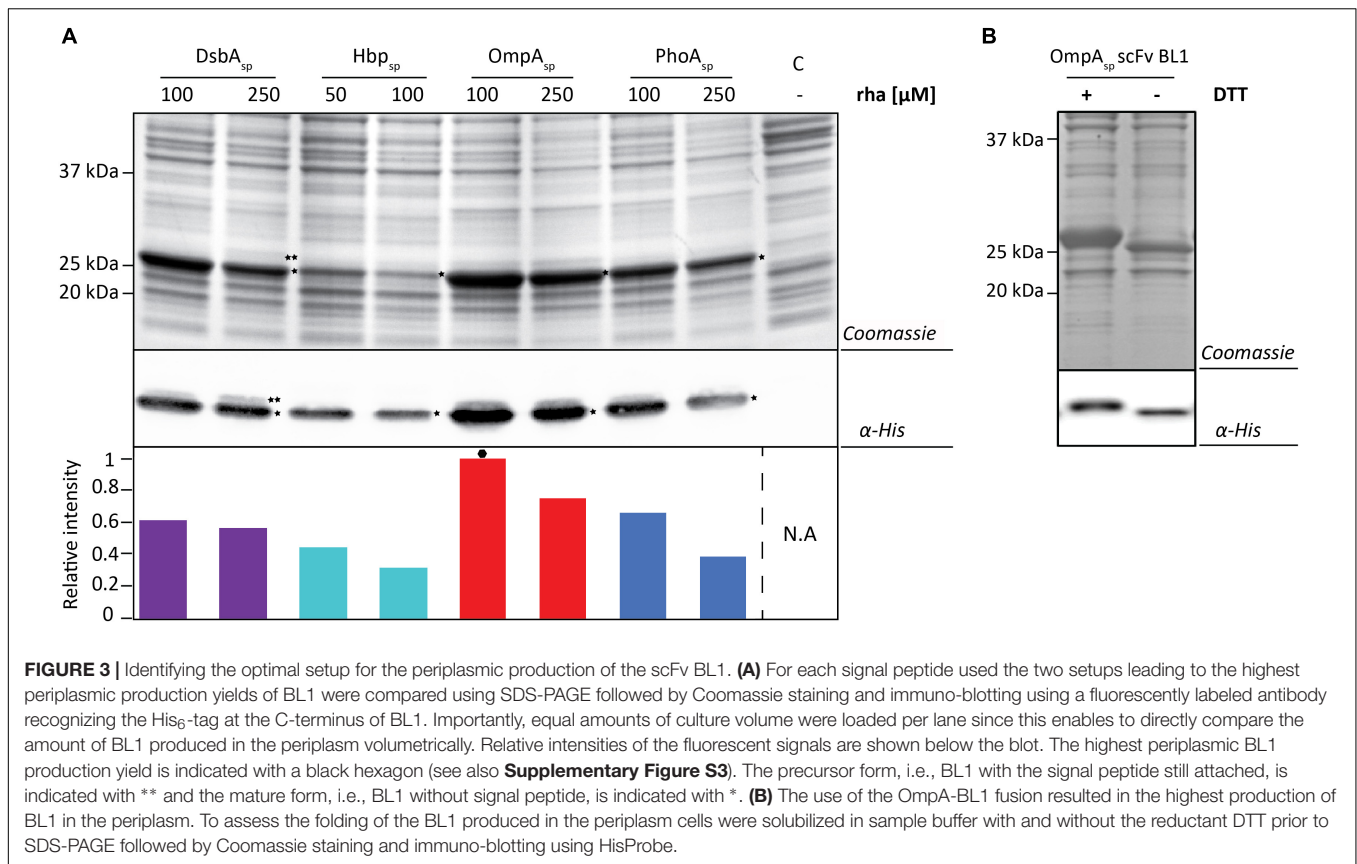 A
B
DsbAsp Hbpsp OmpAsp PhoAsp C
OmpAsp scFv BL1
100 250 50 100 100 250 100 250 - rha [µM]
+ - DTT
37 kDa
25 kDa
20 kDa
** * * * *
Coomassie
37 kDa
25 kDa
20 kDa
Coomassie
** * * * *
α-His
α-His
Relative intensity
1
0.8
0.6
0.4
0.2
0
N.A
FIGURE 3 | Identifying the optimal setup for the periplasmic production of the scFv BL1. (A) For each signal peptide used the two setups leading to the highest
periplasmic production yields of BL1 were compared using SDS-PAGE followed by Coomassie staining and immuno-blotting using a fluorescently labeled antibody
recognizing the His6-tag at the C-terminus of BL1. Importantly, equal amounts of culture volume were loaded per lane since this enables to directly compare the
amount of BL1 produced in the periplasm volumetrically. Relative intensities of the fluorescent signals are shown below the blot. The highest periplasmic BL1
production yield is indicated with a black hexagon (see also Supplementary Figure S3). The precursor form, i.e., BL1 with the signal peptide still attached, is
indicated with ** and the mature form, i.e., BL1 without signal peptide, is indicated with *. (B) The use of the OmpA-BL1 fusion resulted in the highest production of
BL1 in the periplasm. To assess the folding of the BL1 produced in the periplasm cells were solubilized in sample buffer with and without the reductant DTT prior to
SDS-PAGE followed by Coomassie staining and immuno-blotting using HisProbe.